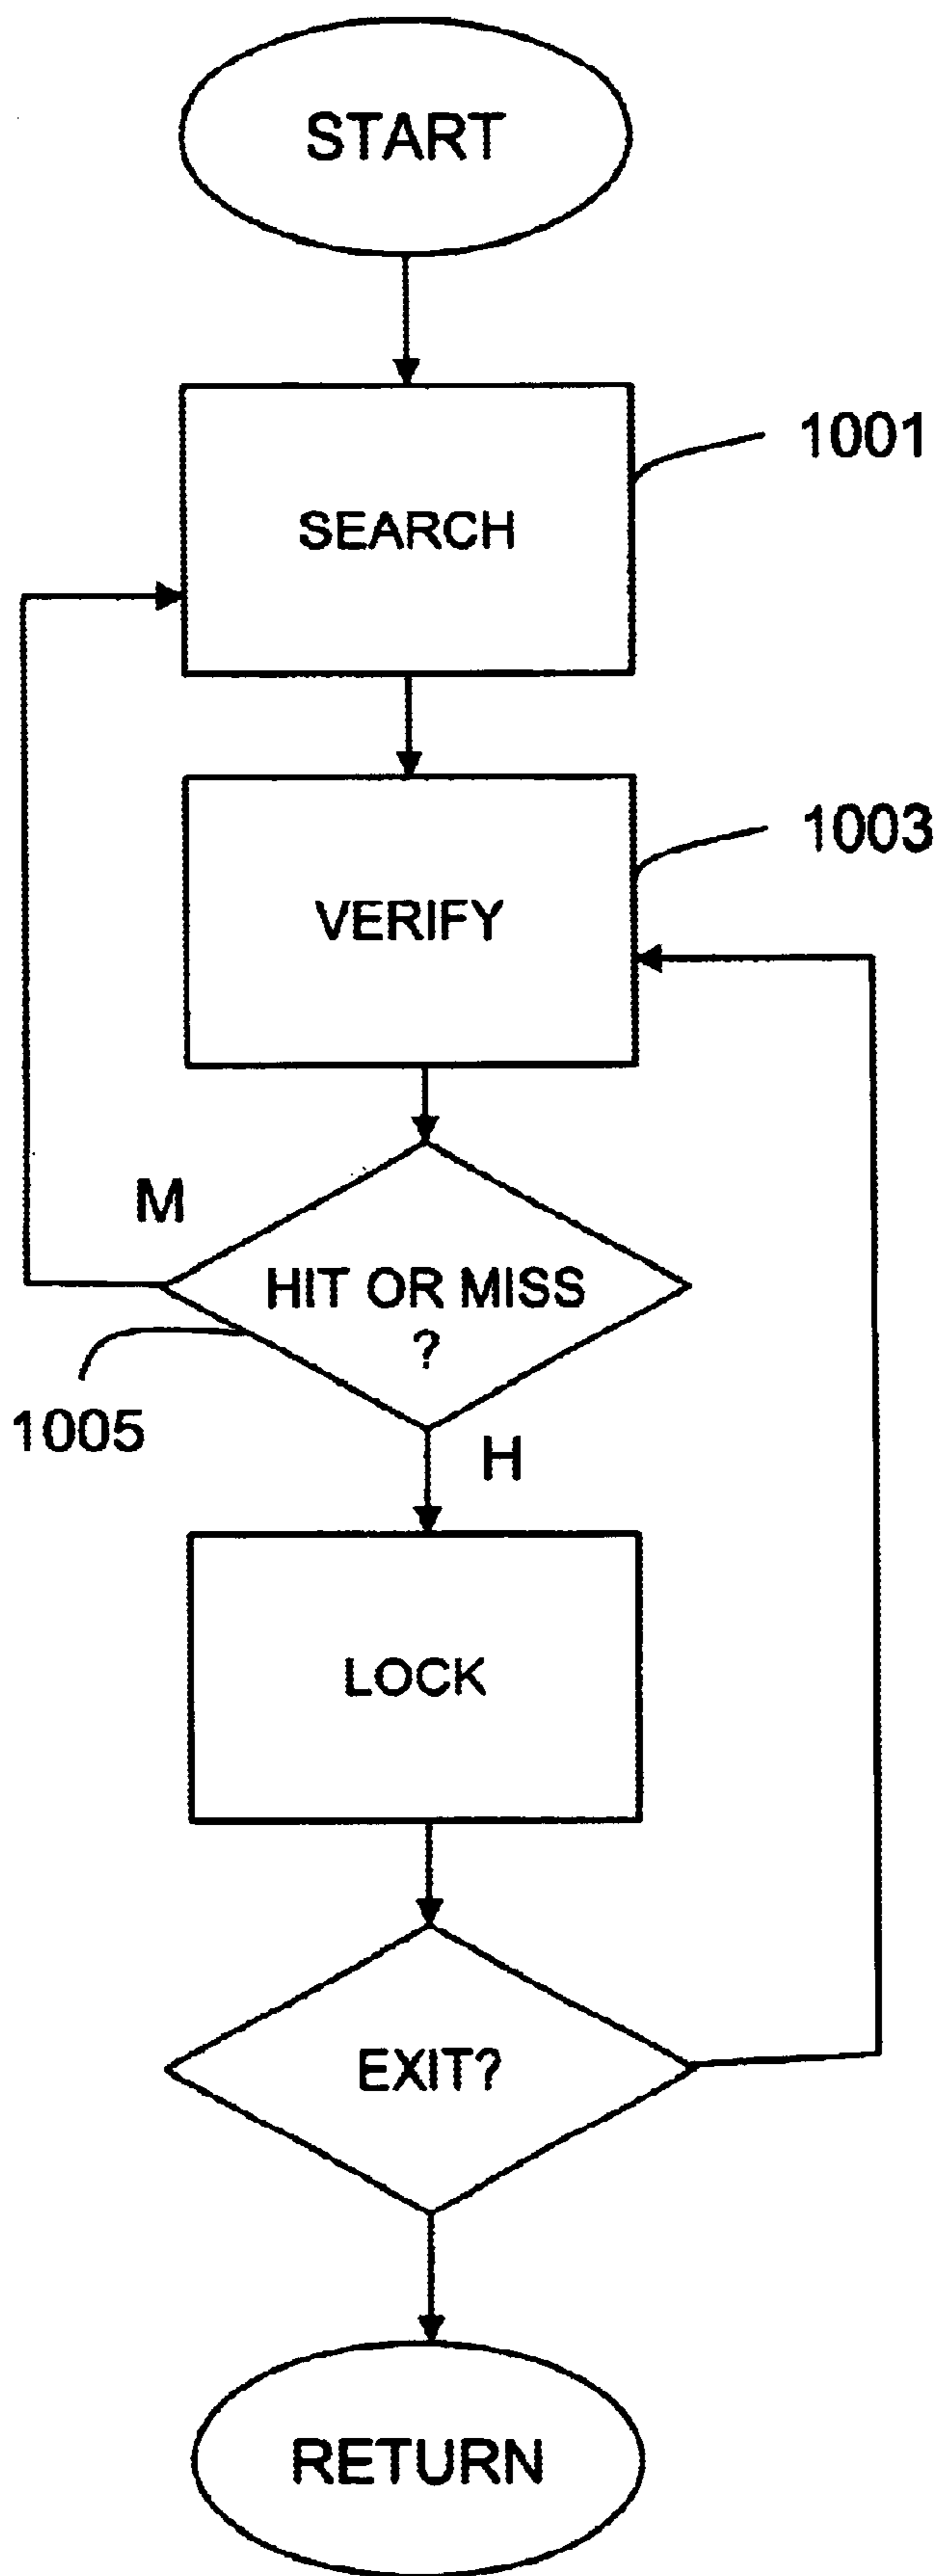 START
1001
SEARCH
1003
VERIFY
M
HIT OR MISS
?
1005
H
LOCK
EXIT?
RETURN